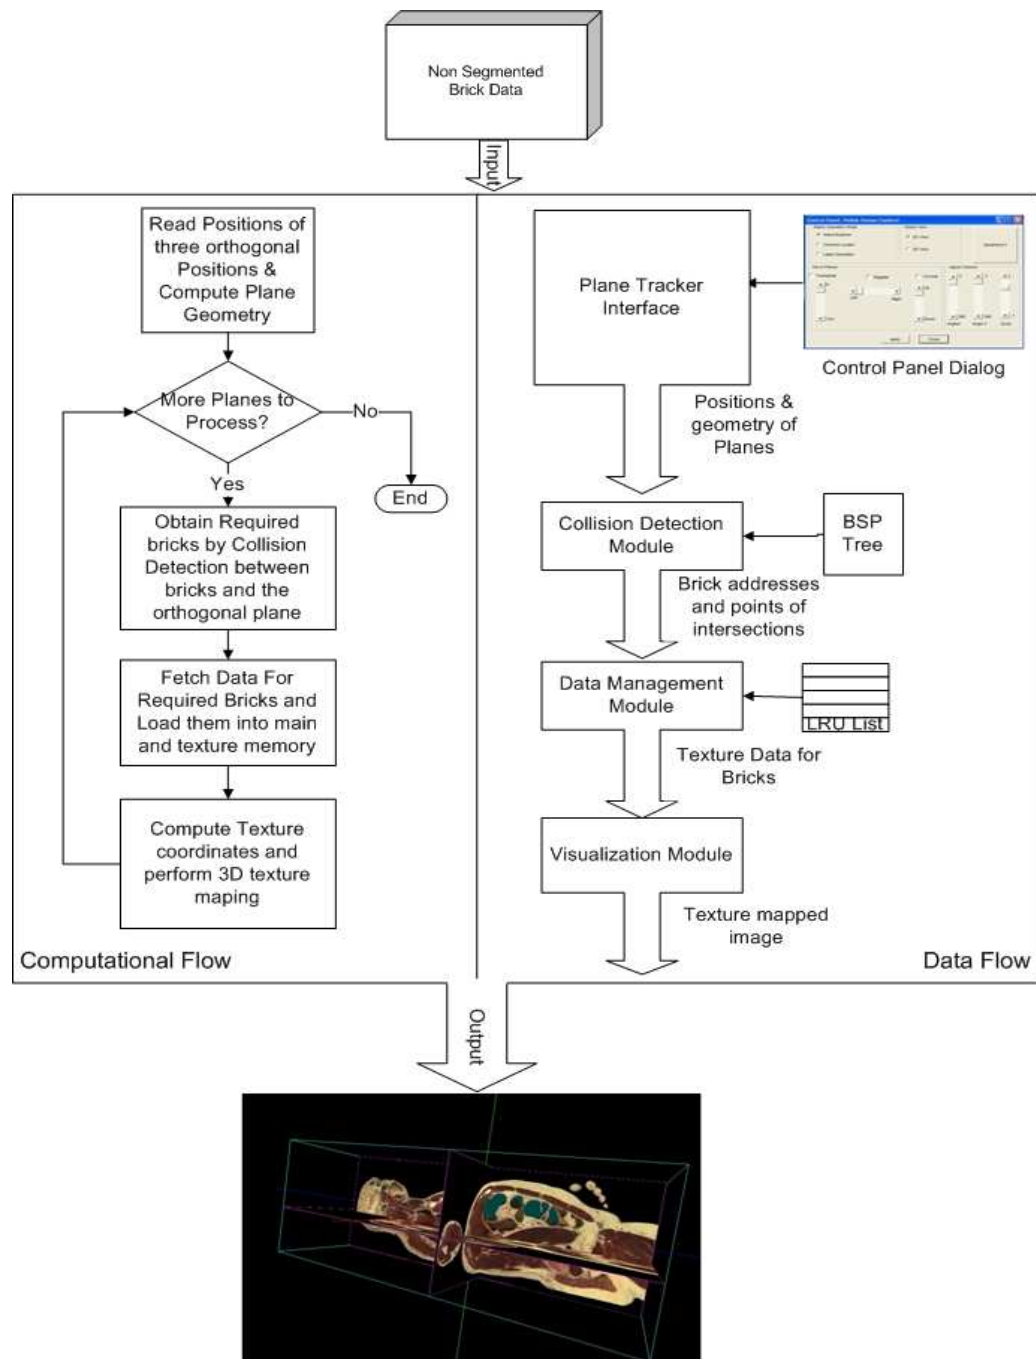 Non Segmented
Brick Data
Input
Read Positions of
three orthogonal
Positions &
Compute Plane
Geometry
More Planes to
Process?
No
Yes
End
Obtain Required
bricks by Collision
Detection between
bricks and the
orthogonal plane
Fetch Data For
Required Bricks and
Load them into main
and texture memory
Compute Texture
coordinates and
perform 3D texture
maping
Computational Flow
Plane Tracker
Interface
Control Panel Dialog
Positions &
geometry of
Planes
Collision Detection
Module
BSP
Tree
Brick addresses
and points of
intersections
Data Management
Module
LRU List
Texture Data for
Bricks
Visualization Module
Texture mapped
image
Data Flow
Output